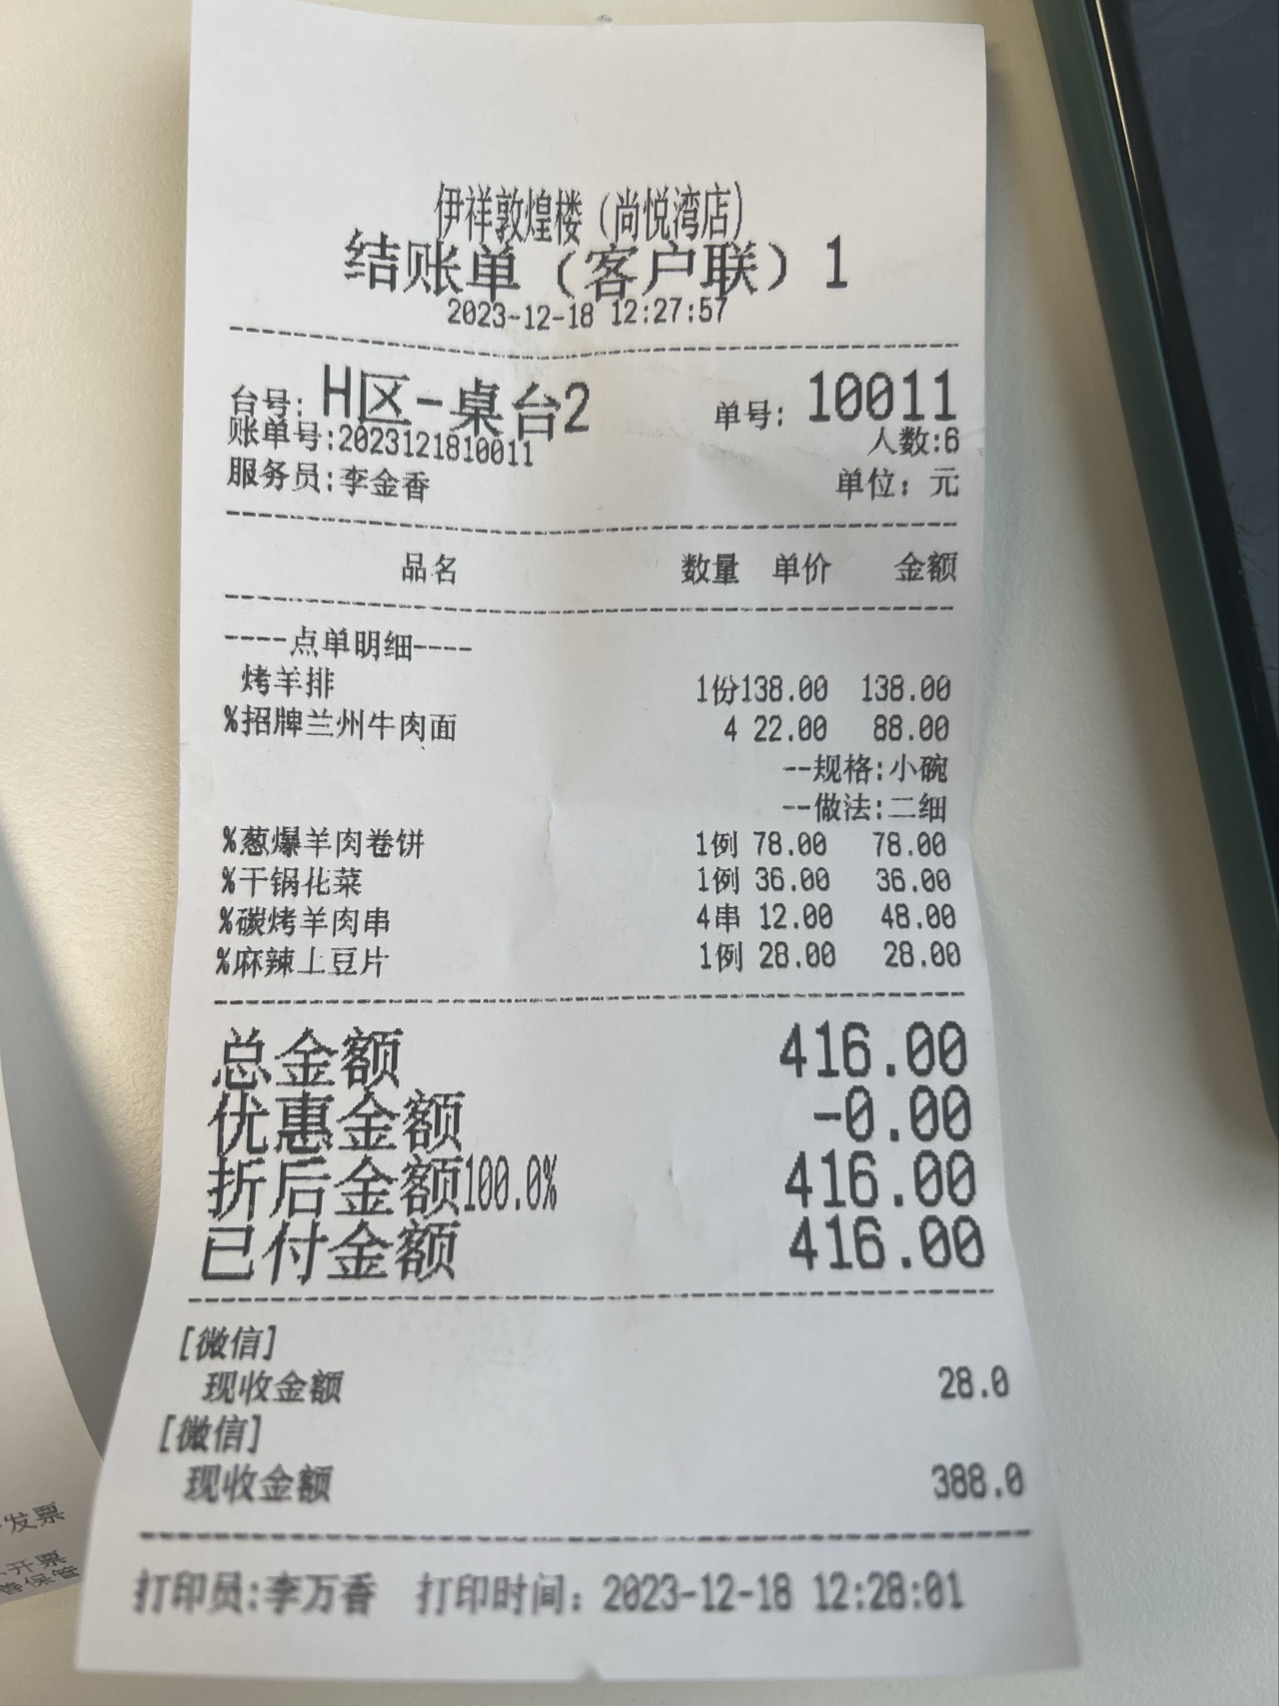 伊祥敦煌楼（尚悦湾店）
结账单（客户联）1
2023-12-18 12:27:57
台号: H区-桌台2 单号: 10011
账单号:2023121810011 人数:6
服务员:李金香 单位：元
品名 数量 单价 金额
----点单明细----
烤羊排 1份138.00 138.00
%招牌兰州牛肉面 4 22.00 88.00
--规格:小碗
--做法:二细
%葱爆羊肉卷饼 1例 78.00 78.00
%干锅花菜 1例 36.00 36.00
%碳烤羊肉串 4串 12.00 48.00
%麻辣土豆片 1例 28.00 28.00
总金额 416.00
优惠金额 -0.00
折后金额100.0% 416.00
已付金额 416.00
[微信]
现收金额 28.0
[微信]
现收金额 388.0
打印员:李万香 打印时间：2023-12-18 12:28:01
发票
开票
保管